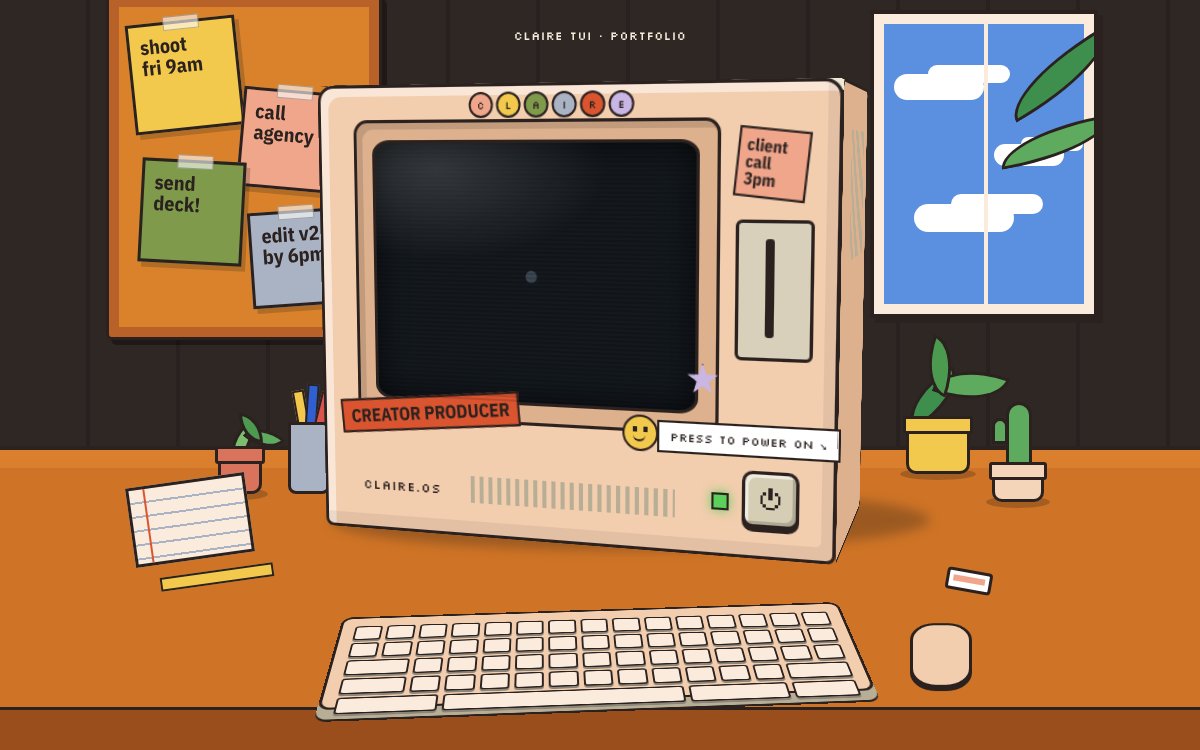 CLAIRE TUI · PORTFOLIO
shoot
fri 9am
call
agency
send
deck!
edit v2
by 6pm
C L A I R E
client
call
3pm
CREATOR PRODUCER
PRESS TO POWER ON ↘
CLAIRE.OS